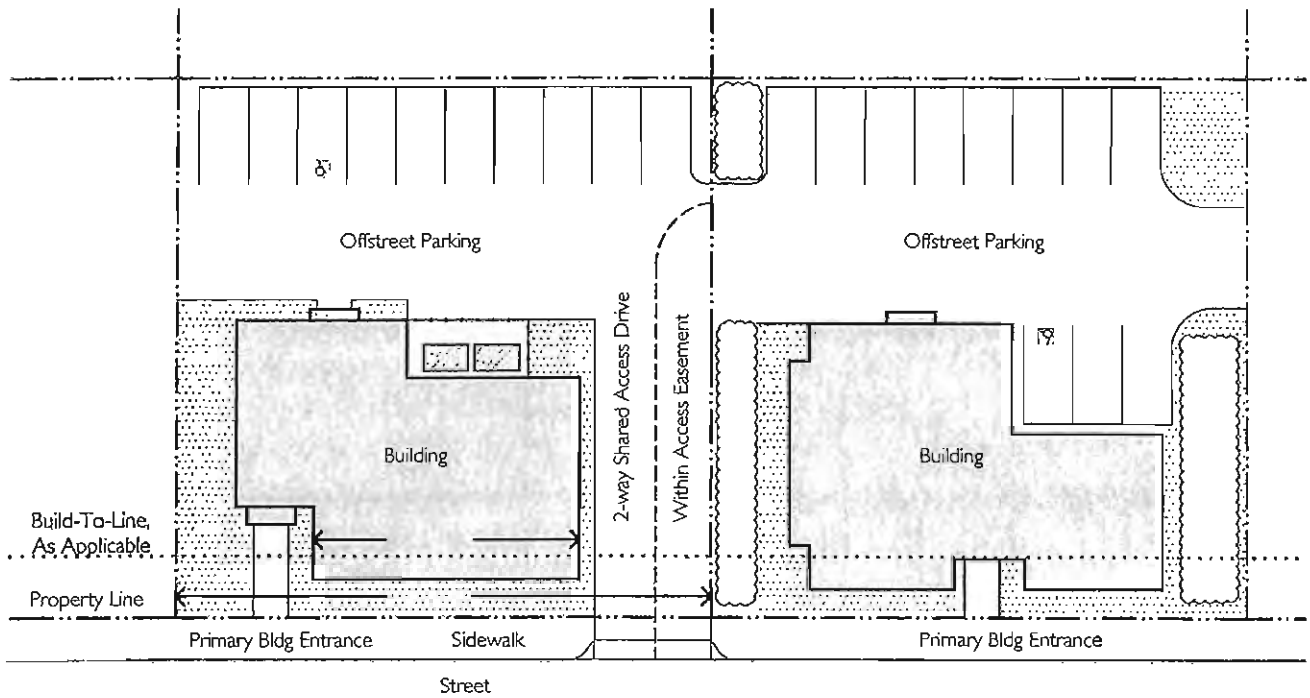 Offstreet Parking
Offstreet Parking
2-way Shared Access Drive
Within Access Easement
Building
Building
Build-To-Line,
As Applicable
Property Line
Primary Bldg Entrance
Sidewalk
Primary Bldg Entrance
Street